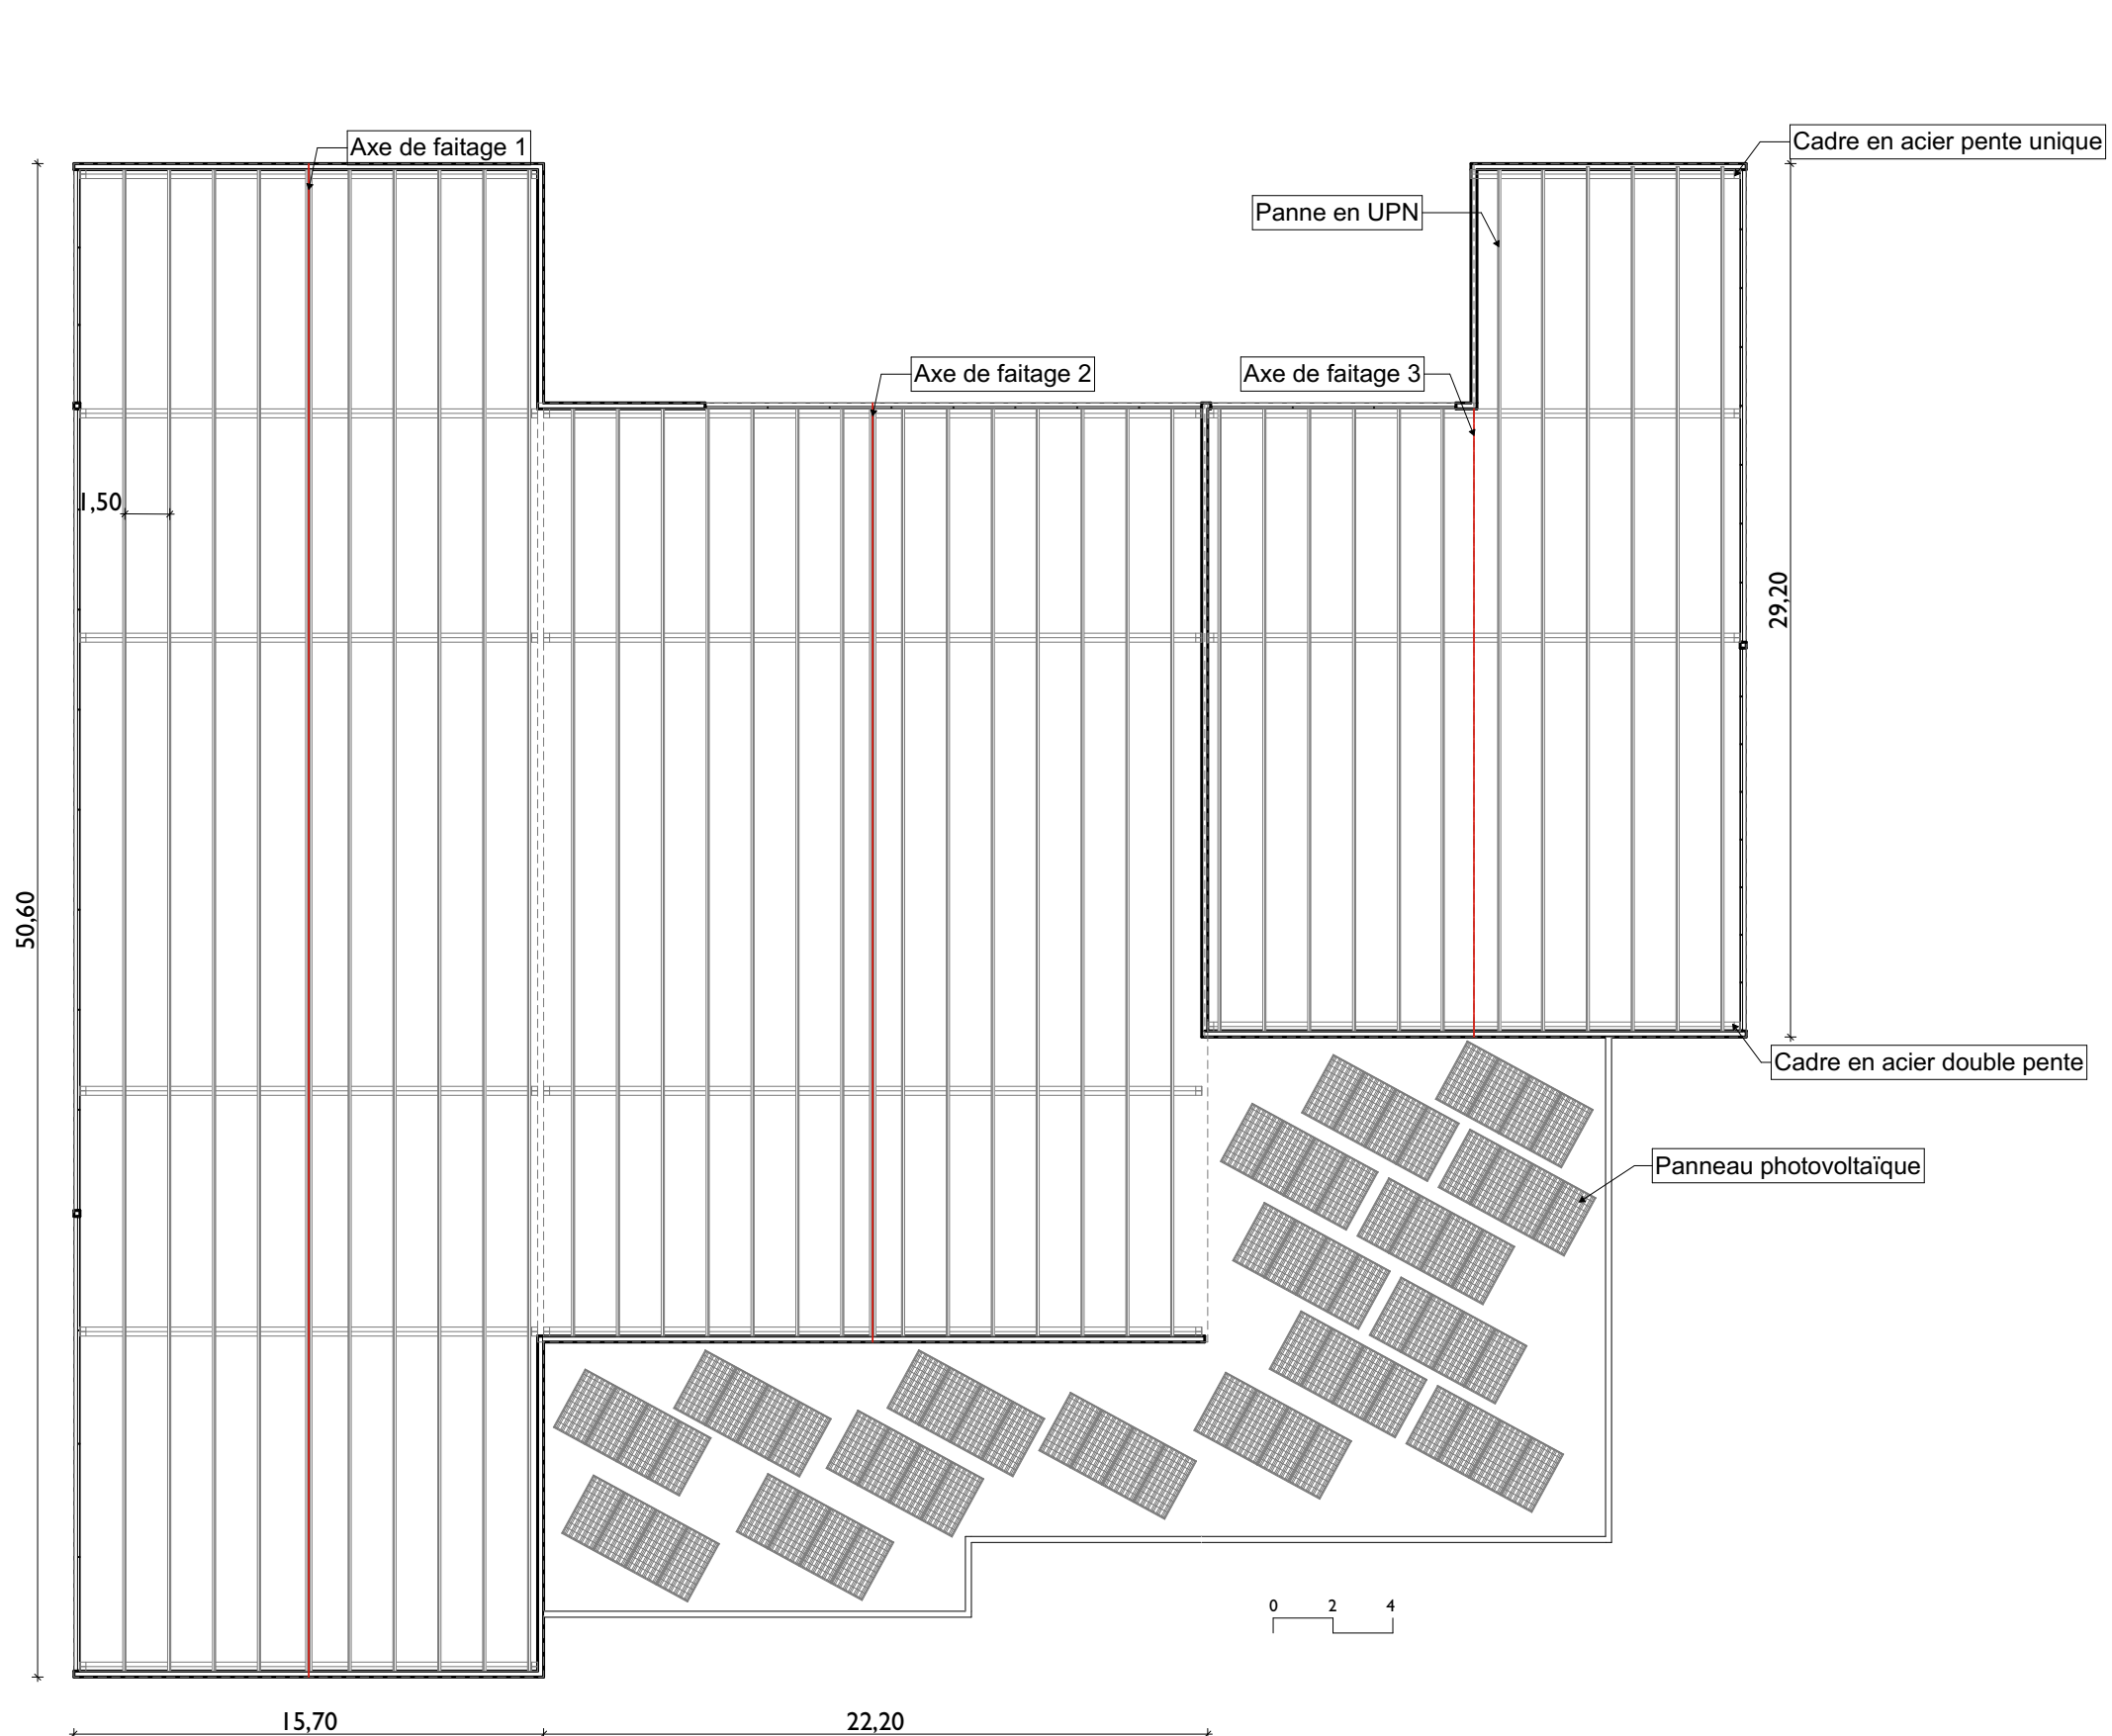 Cadre en acier pente unique
Axe de faitage 1
Panne en UPN
Axe de faitage 2
Axe de faitage 3
1,50
29,20
50,60
Cadre en acier double pente
Panneau photovoltaïque
0 2 4
15,70
22,20